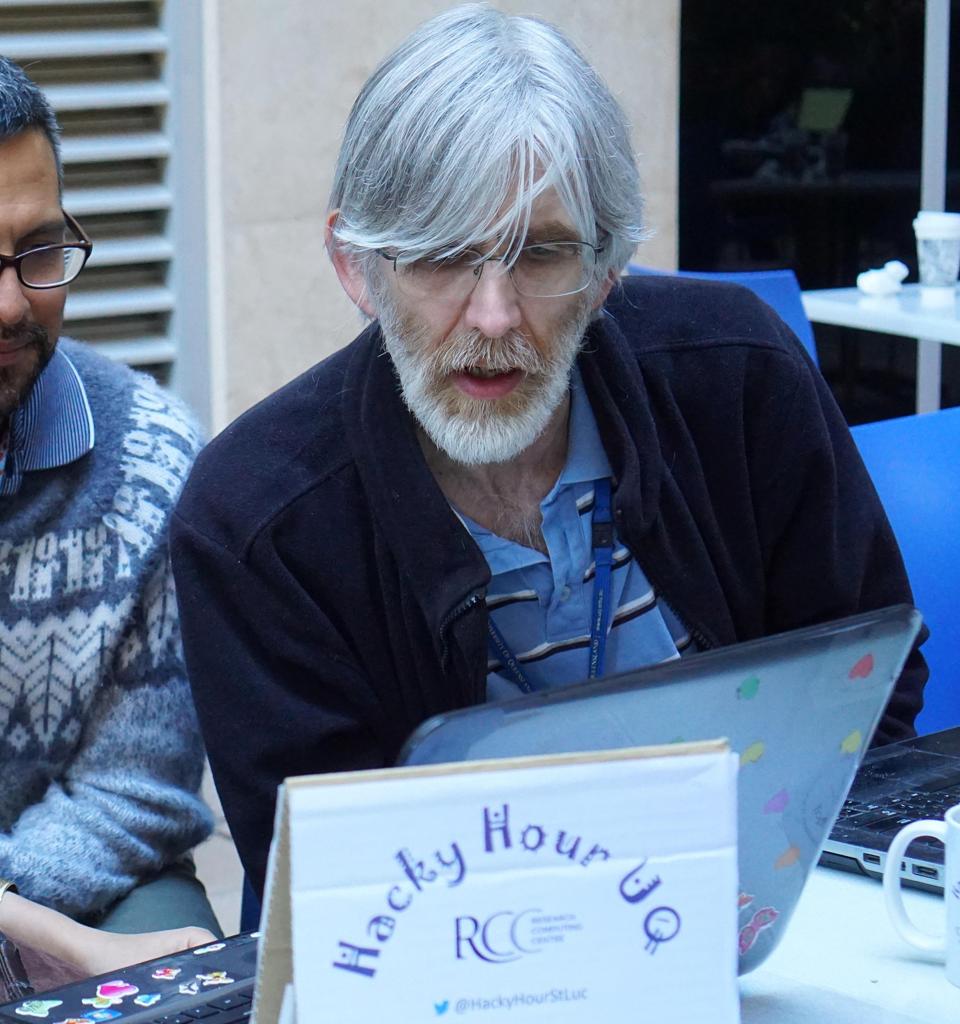 Hacky Hour UQ
RCC RESEARCH
COMPUTING
CENTRE
@HackyHourStLuc